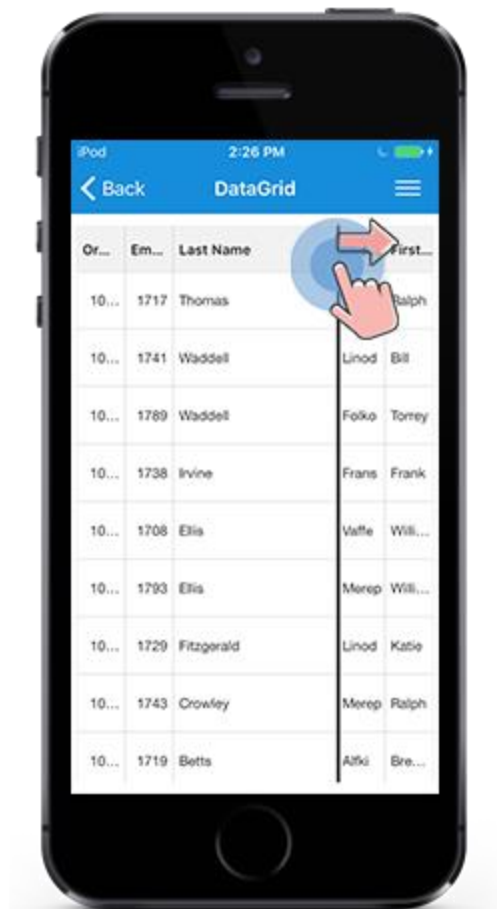 iPod 2:26 PM
Back DataGrid
Or... Em... Last Name First...
10... 1717 Thomas Ralph
10... 1741 Waddell Linod Bill
10... 1789 Waddell Folko Torrey
10... 1738 Irvine Frans Frank
10... 1708 Ellis Vaffe Willi...
10... 1793 Ellis Merep Willi...
10... 1729 Fitzgerald Linod Katie
10... 1743 Crowley Merep Ralph
10... 1719 Betts Alfki Bre...